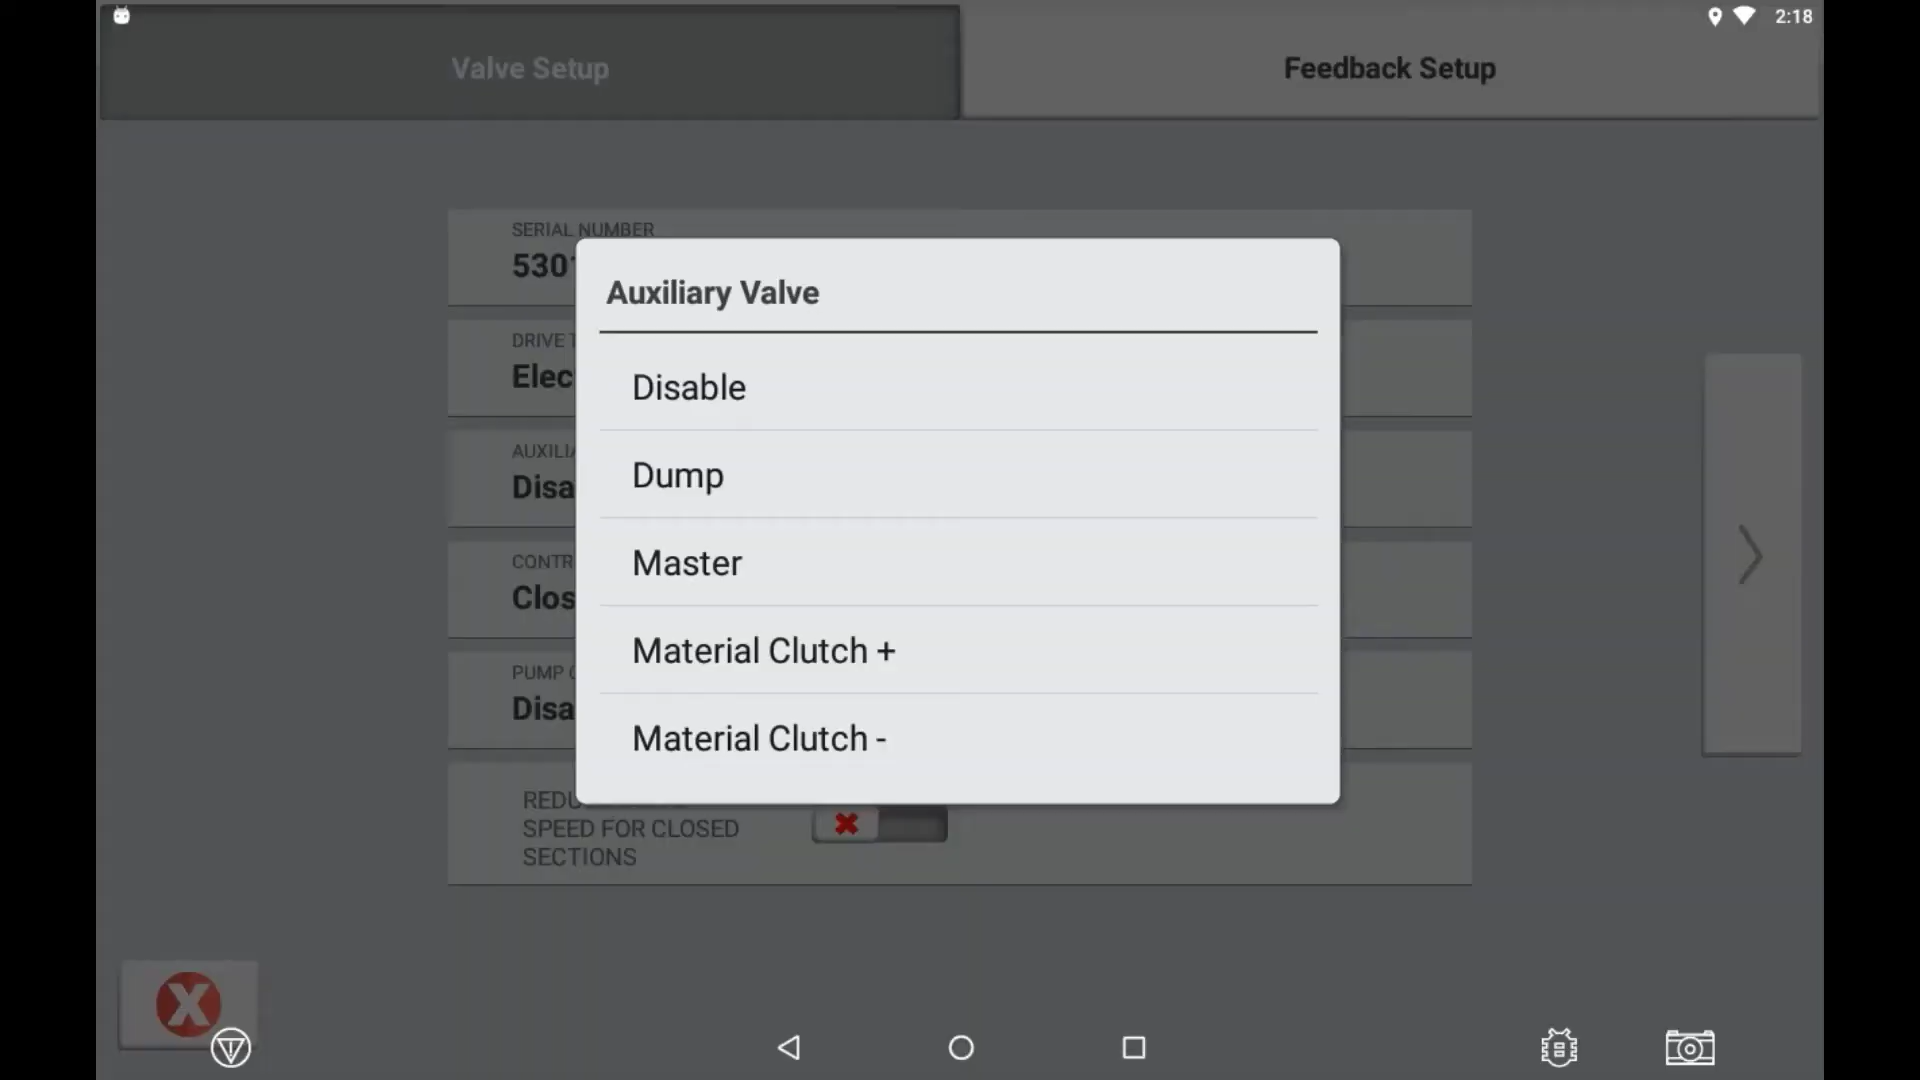 2:18
Valve Setup
Feedback Setup
SERIAL NUMBER
530
Auxiliary Valve
DRIVE
Elec
Disable
AUXILI
Disa
Dump
CONTR
Clos
Master
PUMP
Disa
Material Clutch +
Material Clutch -
REDU
SPEED FOR CLOSED
SECTIONS